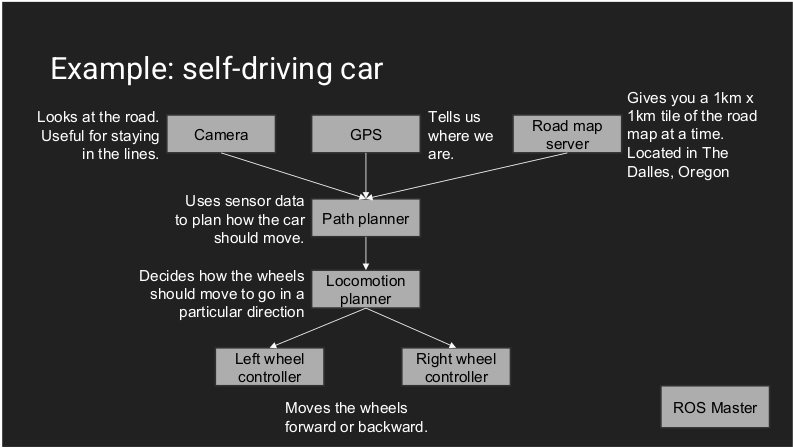 Example: self-driving car
Looks at the road.
Useful for staying
in the lines.
Camera
GPS
Tells us
where we
are.
Road map
server
Gives you a 1km x
1km tile of the road
map at a time.
Located in The
Dalles, Oregon
Uses sensor data
to plan how the car
should move.
Path planner
Decides how the wheels
should move to go in a
particular direction
Locomotion
planner
Left wheel
controller
Right wheel
controller
Moves the wheels
forward or backward.
ROS Master